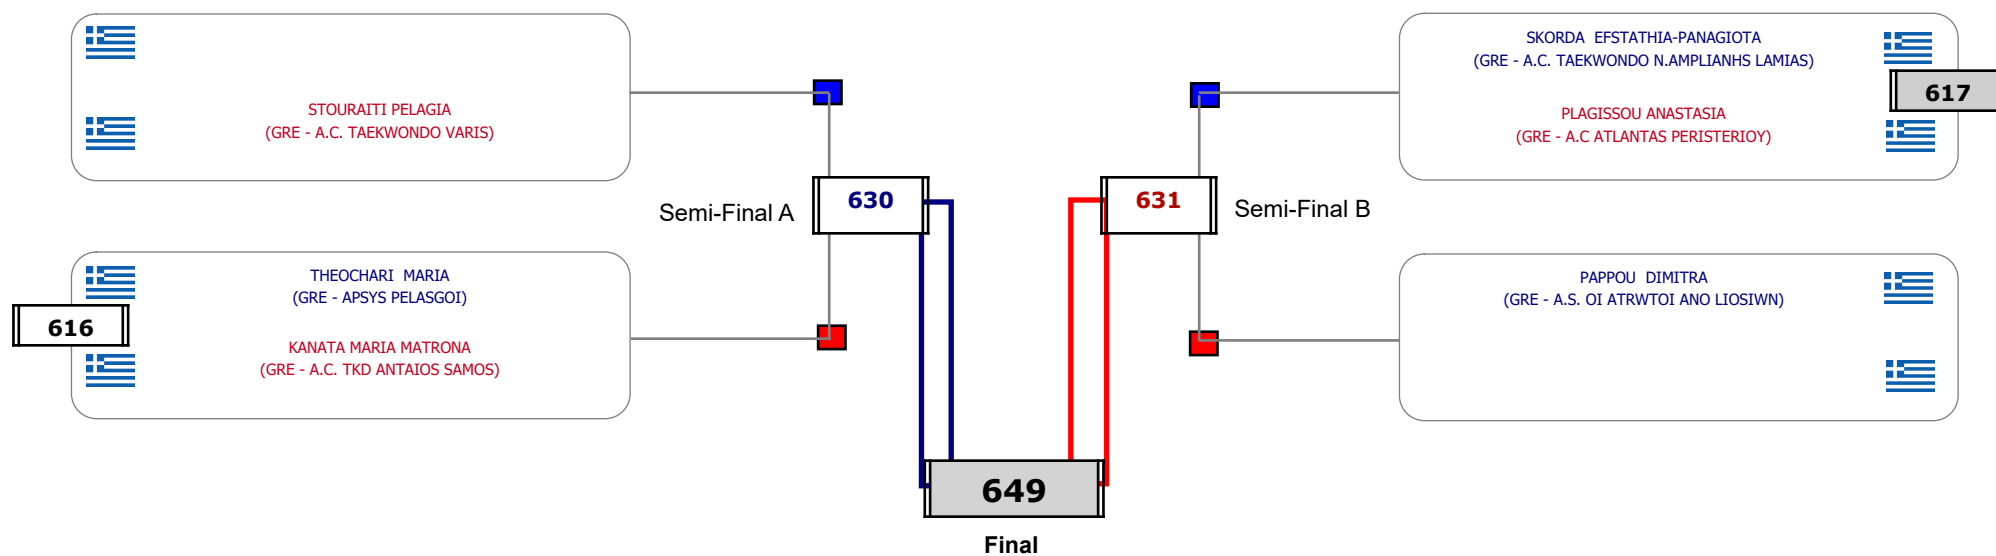 STOURAITI PELAGIA
(GRE - A.C. TAEKWONDO VARIS)
THEOCHARI MARIA
(GRE - APSYS PELASGOI)
616
KANATA MARIA MATRONA
(GRE - A.C. TKD ANTAIOS SAMOS)
630
Semi-Final A
631
Semi-Final B
SKORDA EFSTATHIA-PANAGIOTA
(GRE - A.C. TAEKWONDO N.AMPLIANHS LAMIAS)
617
PLAGISSOU ANASTASIA
(GRE - A.C ATLANTAS PERISTERIOY)
PAPPOU DIMITRA
(GRE - A.S. OI ATRWTOI ANO LIOSIWN)
649
Final